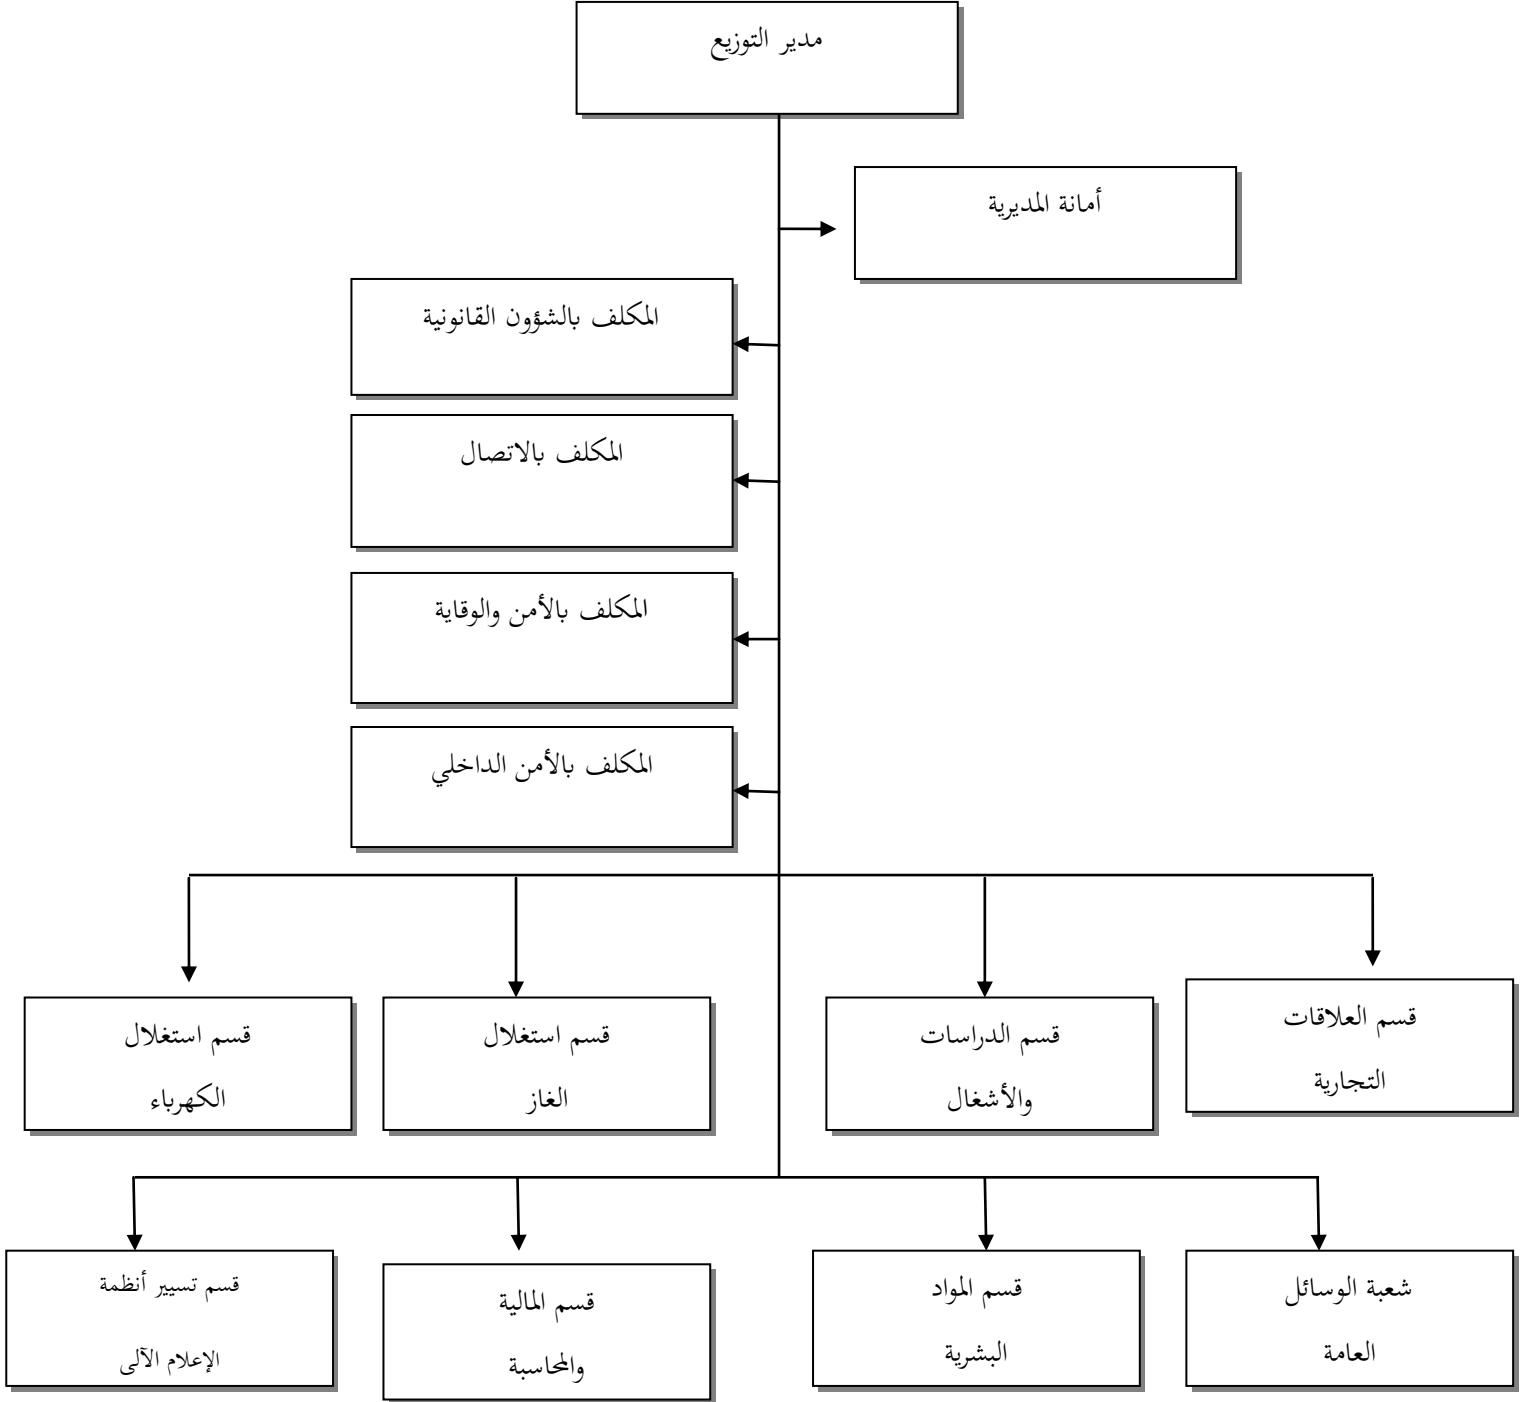 مدير التوزيع
أمانة المديرية
المكلف بالشؤون القانونية
المكلف بالاتصال
المكلف بالأمن والوقاية
المكلف بالأمن الداخلي
قسم العلاقات
التجارية
قسم الدراسات
والأشغال
قسم استغلال
الغاز
قسم استغلال
الكهرباء
شعبة الوسائل
العامة
قسم المواد
البشرية
قسم المالية
والمحاسبة
قسم تسيير أنظمة
الإعلام الآلى